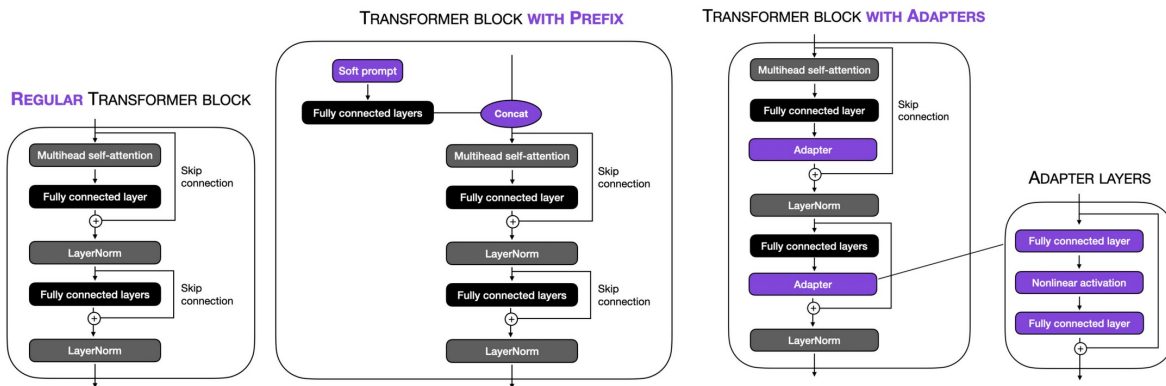 REGULAR TRANSFORMER BLOCK
Multihead self-attention
Fully connected layer
Skip
connection
+
LayerNorm
Fully connected layers
Skip
connection
+
LayerNorm
TRANSFORMER BLOCK WITH PREFIX
Soft prompt
Fully connected layers
Concat
Multihead self-attention
Fully connected layer
Skip
connection
+
LayerNorm
Fully connected layers
Skip
connection
+
LayerNorm
TRANSFORMER BLOCK WITH ADAPTERS
Multihead self-attention
Fully connected layer
Skip
connection
Adapter
+
LayerNorm
Fully connected layers
Adapter
+
LayerNorm
ADAPTER LAYERS
Fully connected layer
Nonlinear activation
Fully connected layer
+